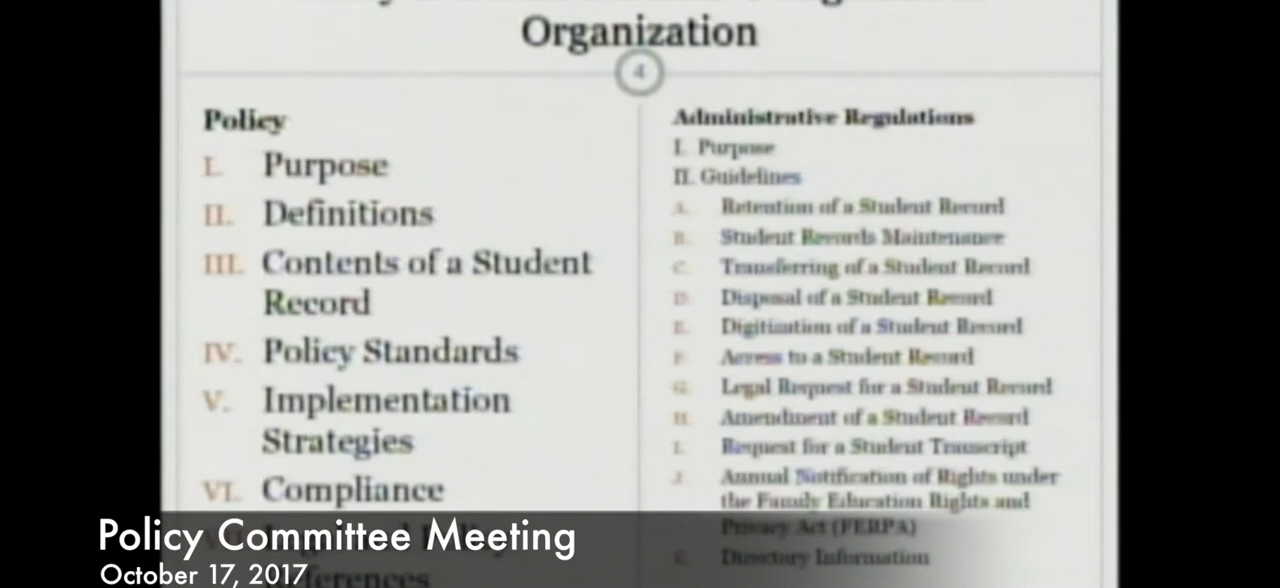 Organization
4
Policy
I. Purpose
II. Definitions
III. Contents of a Student
Record
IV. Policy Standards
V. Implementation
Strategies
VI. Compliance
Administrative Regulations
I. Purpose
II. Guidelines
A. Retention of a Student Record
B. Student Records Maintenance
C. Transferring of a Student Record
D. Disposal of a Student Record
E. Digitization of a Student Record
F. Access to a Student Record
G. Legal Request for a Student Record
H. Amendment of a Student Record
I. Request for a Student Transcript
J. Annual Notification of Rights under
the Family Education Rights and
Privacy Act (FERPA)
K. Directory Information
Policy Committee Meeting
October 17, 2017